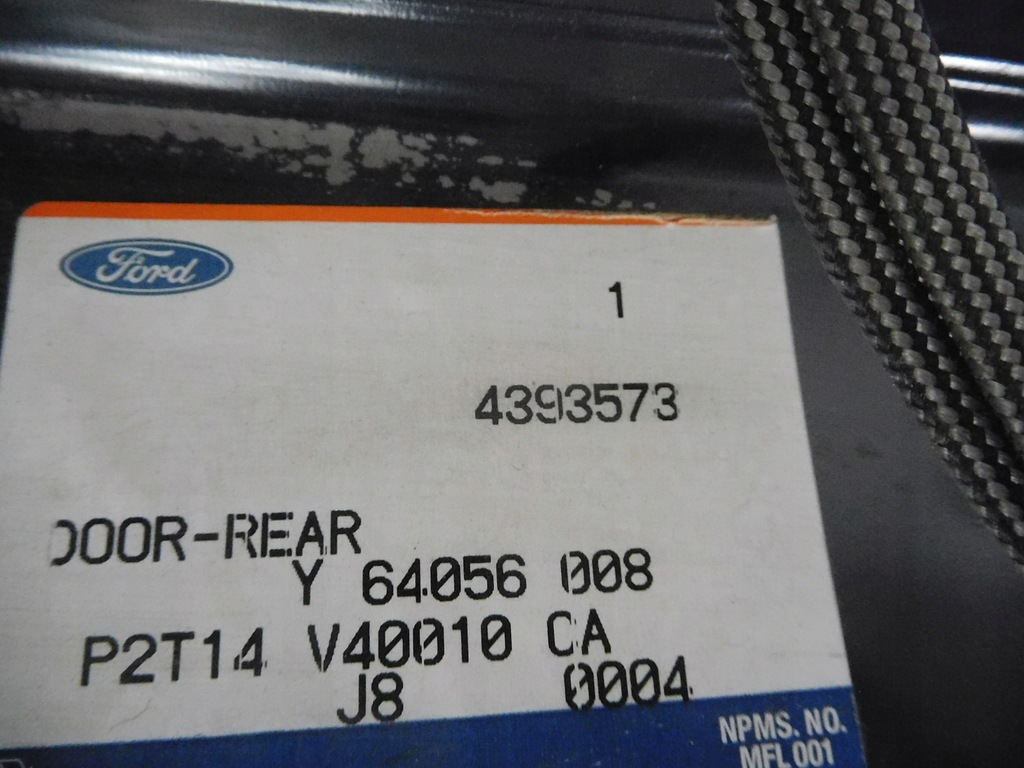 Ford
1
4393573
DOOR-REAR
Y 64056 008
P2T14 V40010 CA
J8 0004
NPMS. NO.
MFL 001